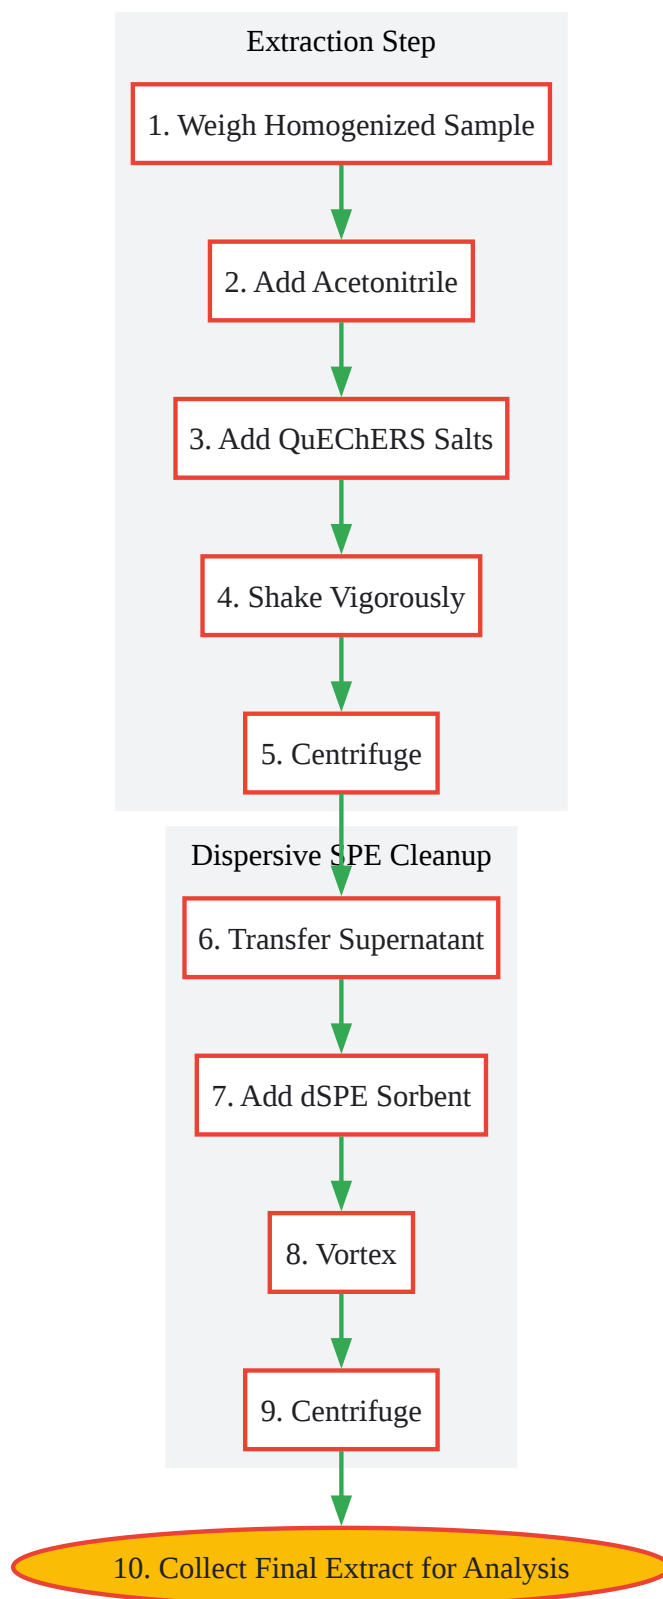 Extraction Step
1. Weigh Homogenized Sample
2. Add Acetonitrile
3. Add QuEChERS Salts
4. Shake Vigorously
5. Centrifuge
Dispersive SPE Cleanup
6. Transfer Supernatant
7. Add dSPE Sorbent
8. Vortex
9. Centrifuge
10. Collect Final Extract for Analysis